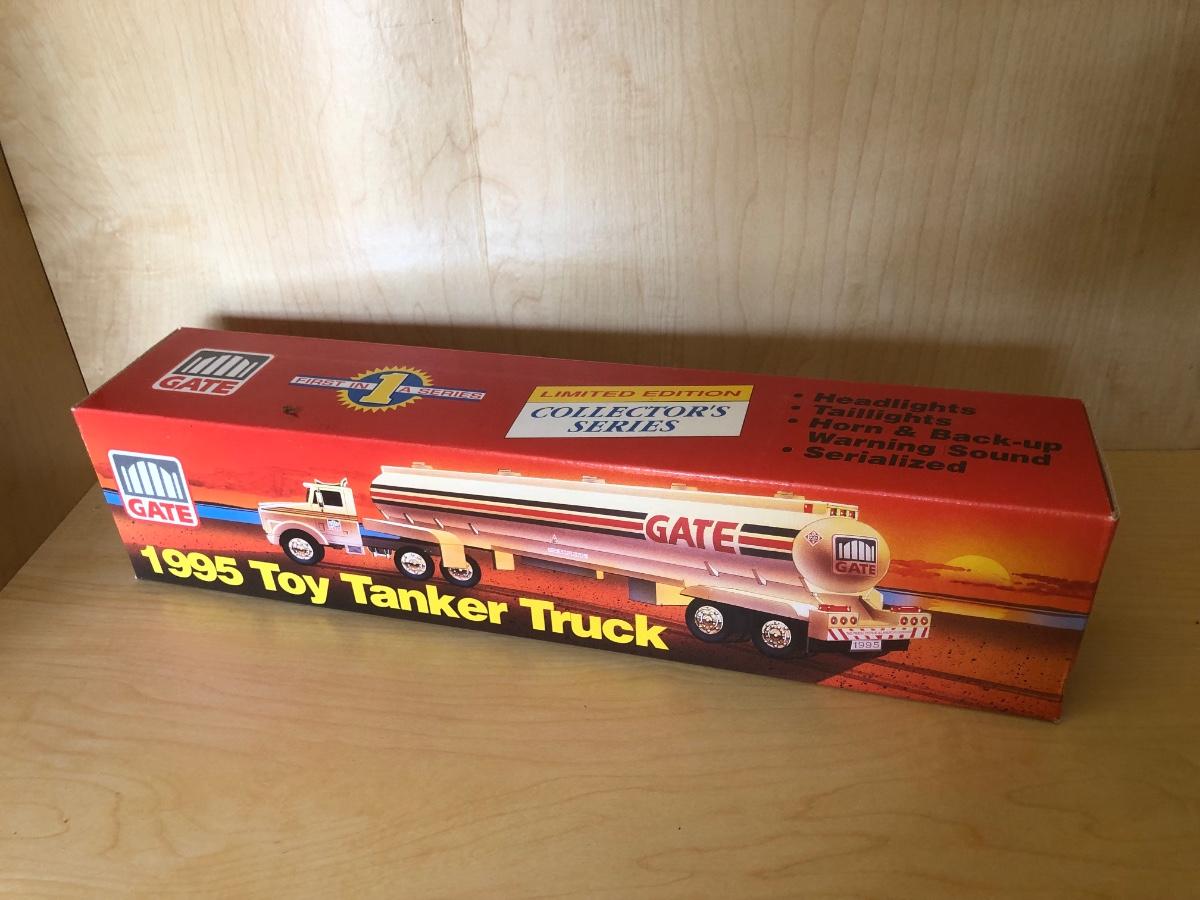 GATE
FIRST IN 1 A SERIES
LIMITED EDITION
COLLECTOR'S
SERIES
• Headlights
• Taillights
• Horn & Back-up
Warning Sound
• Serialized
GATE
GATE
GATE
1995
1995 Toy Tanker Truck